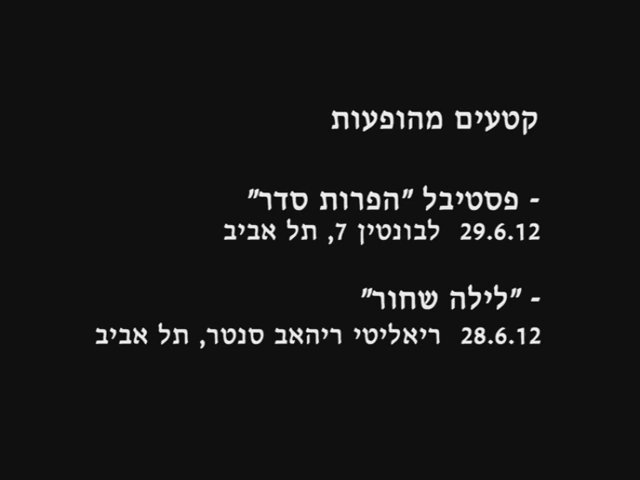 קטעים מהופעות
- פסטיבל "הפרות סדר"
29.6.12 לבונטין 7, תל אביב
- "לילה שחור"
28.6.12 ריאליטי ריהאב סנטר, תל אביב